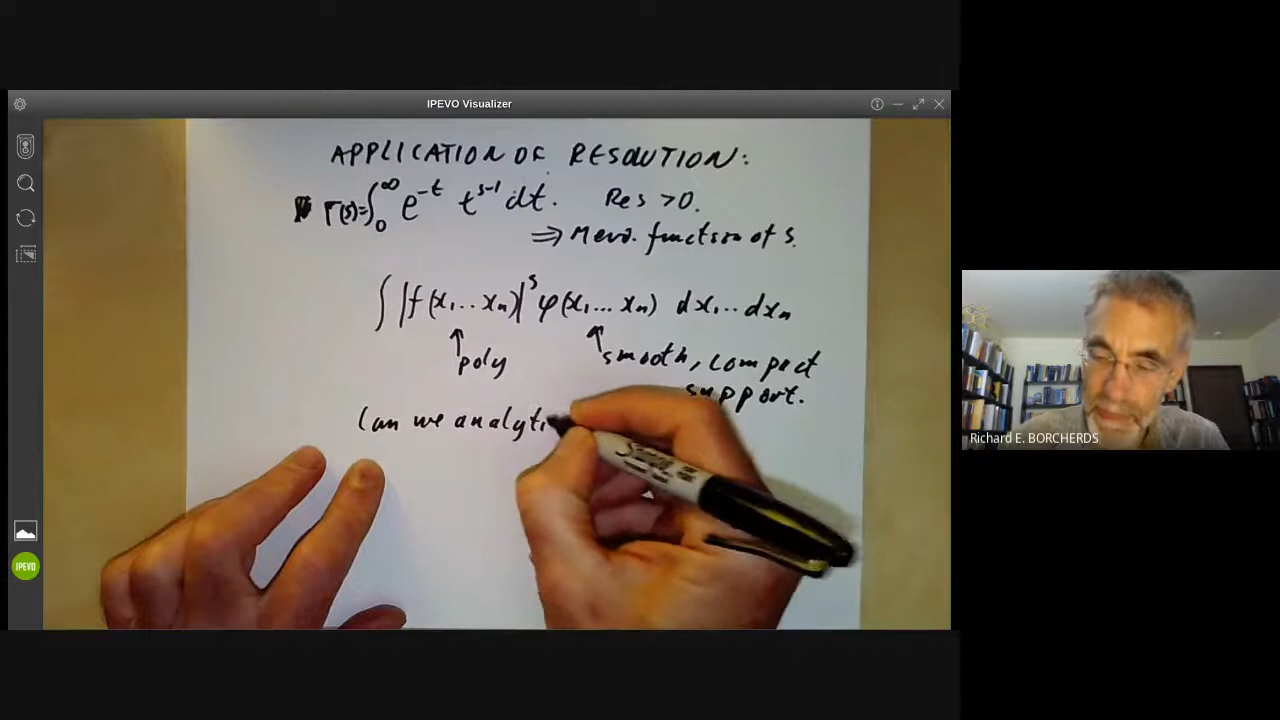 IPEVO Visualizer
APPLICATION OF RESOLUTION:
Γ(s)=∫₀^∞ e^{-t} t^{s-1} dt. Re s > 0.
⇒ Mero. function of s.
∫ |f(x₁..xₙ)|^s φ(x₁...xₙ) dx₁..dxₙ
↑ poly
↑ smooth, compact
support.
Can we analyti
Richard E. BORCHERDS
IPEVO